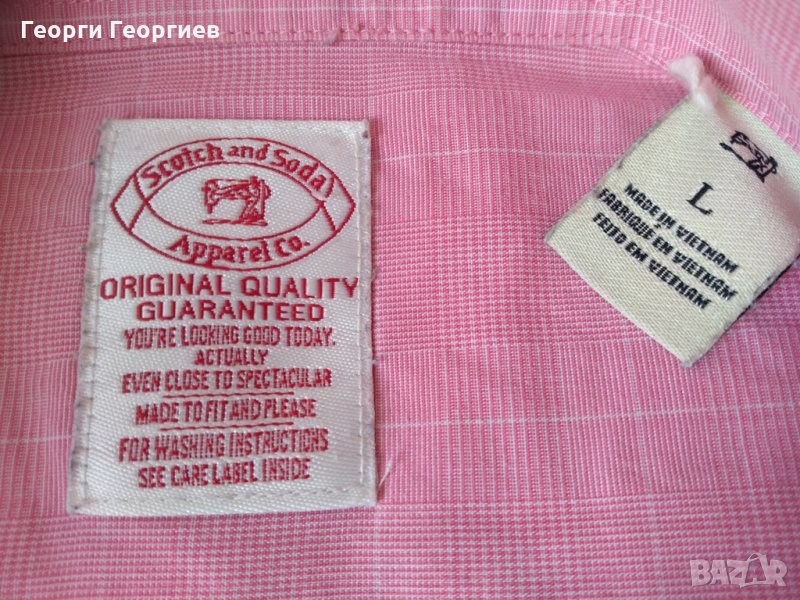 Георги Георгиев
Scotch and Soda
Apparel Co.
ORIGINAL QUALITY
GUARANTEED
YOU'RE LOOKING GOOD TODAY.
ACTUALLY
EVEN CLOSE TO SPECTACULAR
MADE TO FIT AND PLEASE
FOR WASHING INSTRUCTIONS
SEE CARE LABEL INSIDE
L
MADE IN VIETNAM
FABRIQUE EN VIETNAM
FEITO EM VIETNAM
BAZAR